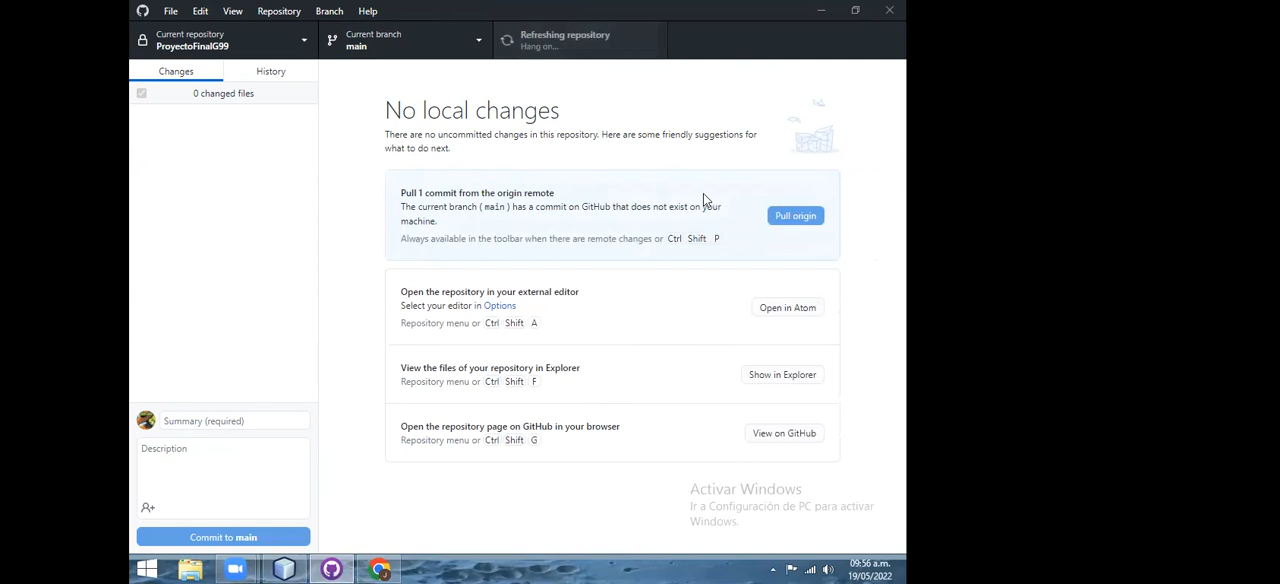 File Edit View Repository Branch Help
Current repository
ProyectoFinalG99
Current branch
main
Refreshing repository
Hang on...
Changes History
0 changed files
No local changes
There are no uncommitted changes in this repository. Here are some friendly suggestions for
what to do next.
Pull 1 commit from the origin remote
The current branch (main) has a commit on GitHub that does not exist on your
machine.
Always available in the toolbar when there are remote changes or Ctrl Shift P
Pull origin
Open the repository in your external editor
Select your editor in Options
Repository menu or Ctrl Shift A
Open in Atom
View the files of your repository in Explorer
Repository menu or Ctrl Shift F
Show in Explorer
Open the repository page on GitHub in your browser
Repository menu or Ctrl Shift G
View on GitHub
Summary (required)
Description
Commit to main
Activar Windows
Ir a Configuración de PC para activar
Windows.
09:56 a.m.
19/05/2022